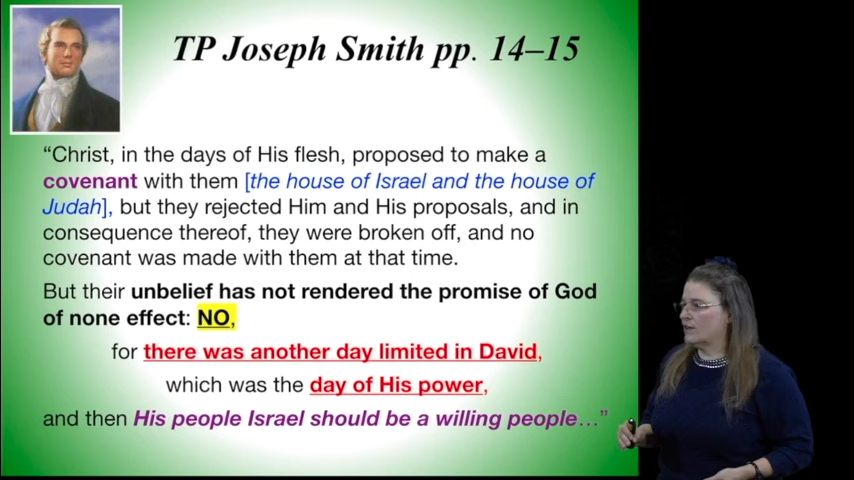 TP Joseph Smith pp. 14–15
“Christ, in the days of His flesh, proposed to make a
covenant with them [the house of Israel and the house of
Judah], but they rejected Him and His proposals, and in
consequence thereof, they were broken off, and no
covenant was made with them at that time.
But their unbelief has not rendered the promise of God
of none effect: NO,
for there was another day limited in David,
which was the day of His power,
and then His people Israel should be a willing people…”